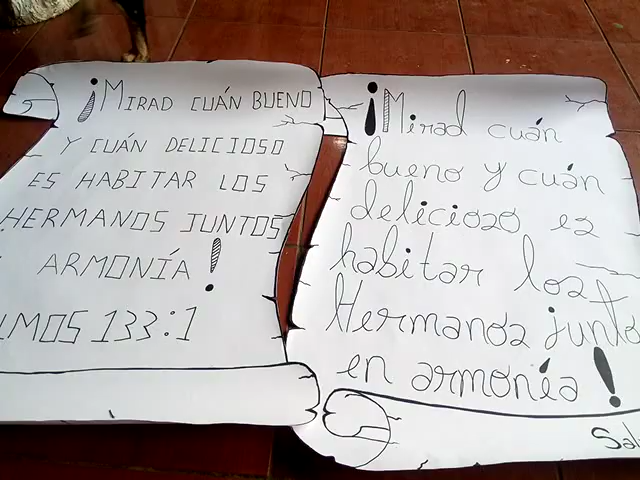 ¡MIRAD CUÁN BUENO
Y CUÁN DELICIOSO
ES HABITAR LOS
HERMANOS JUNTOS
ARMONÍA!
LMOS 133:1
¡Mirad cuán
bueno y cuán
delicioso es
habitar los
Hermanos junto
en armonía!
Sal